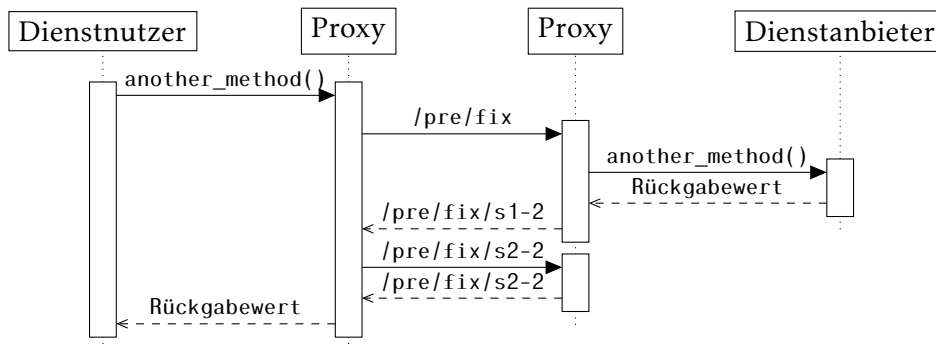 Dienstnutzer
Proxy
Proxy
Dienstanbieter
another_method()
/pre/fix
another_method()
Rückgabewert
/pre/fix/s1-2
/pre/fix/s2-2
/pre/fix/s2-2
Rückgabewert